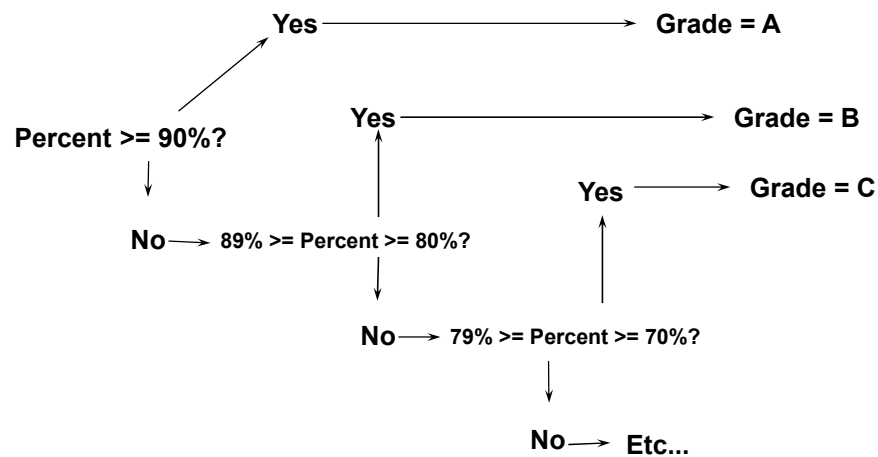 Yes
Grade = A
Percent >= 90%?
Yes
Grade = B
Yes
Grade = C
No
89% >= Percent >= 80%?
No
79% >= Percent >= 70%?
No
Etc...